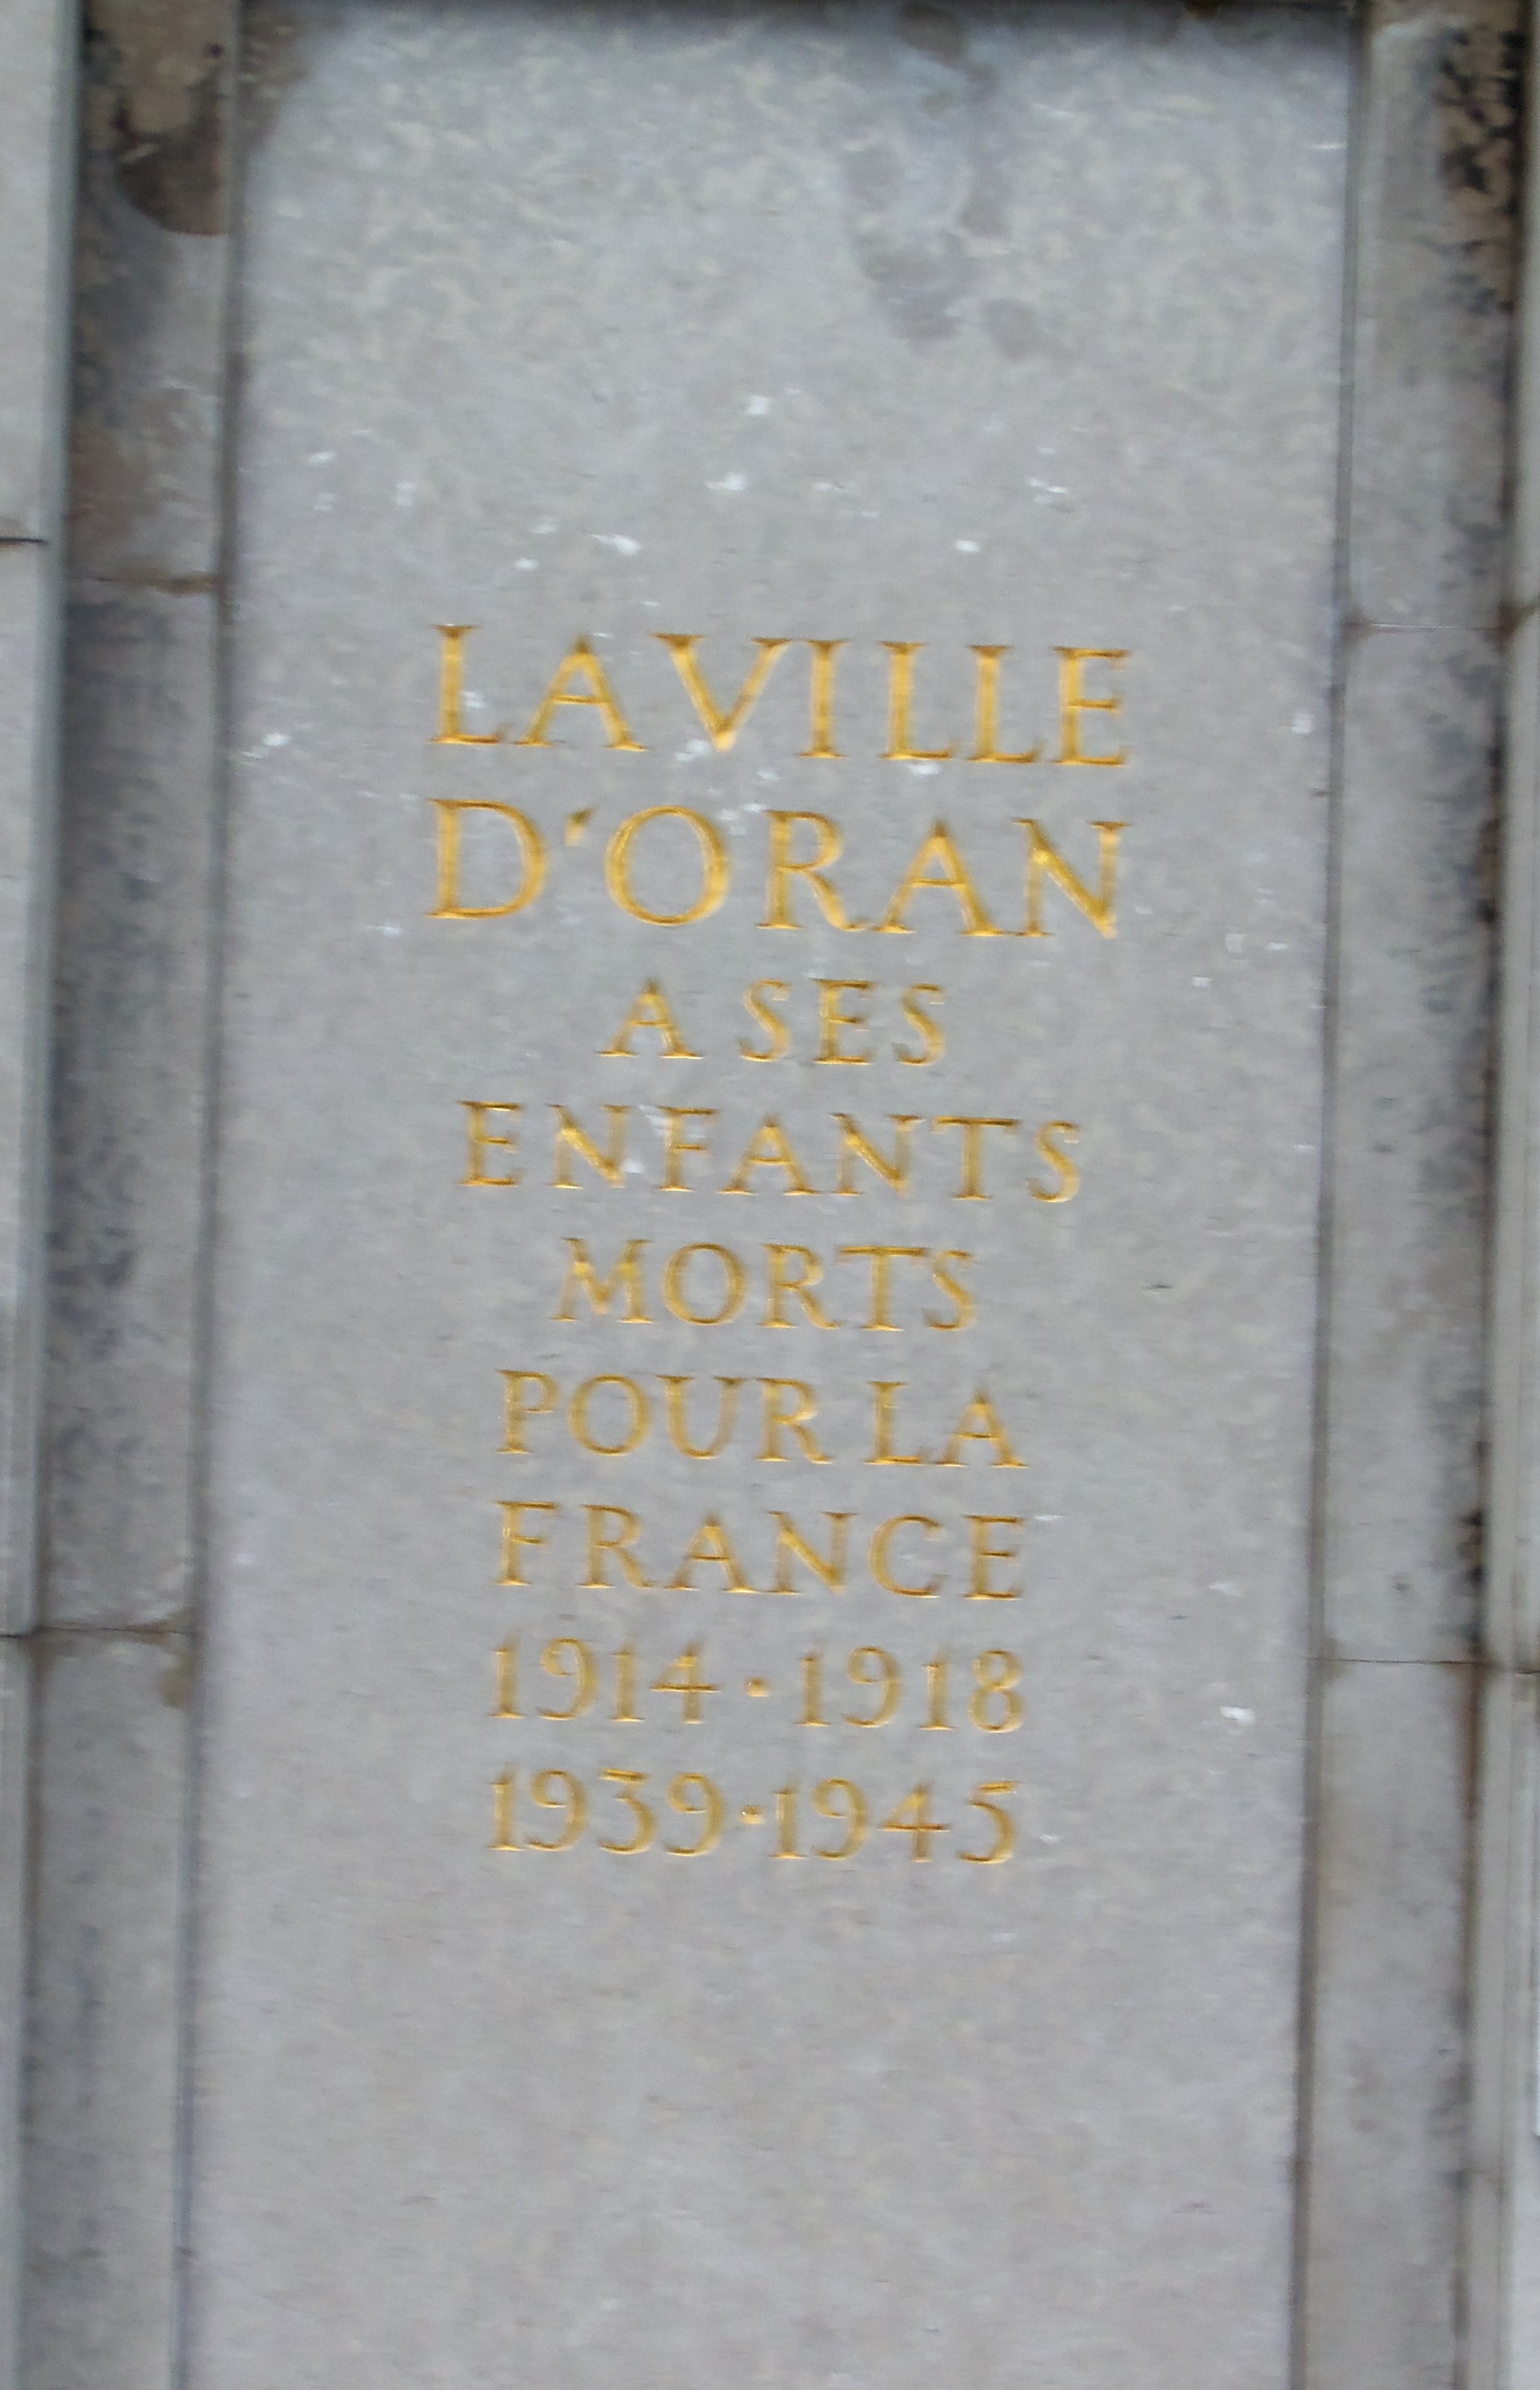 LA VILLE
D'ORAN
A SES
ENFANTS
MORTS
POUR LA
FRANCE
1914·1918
1939·1945